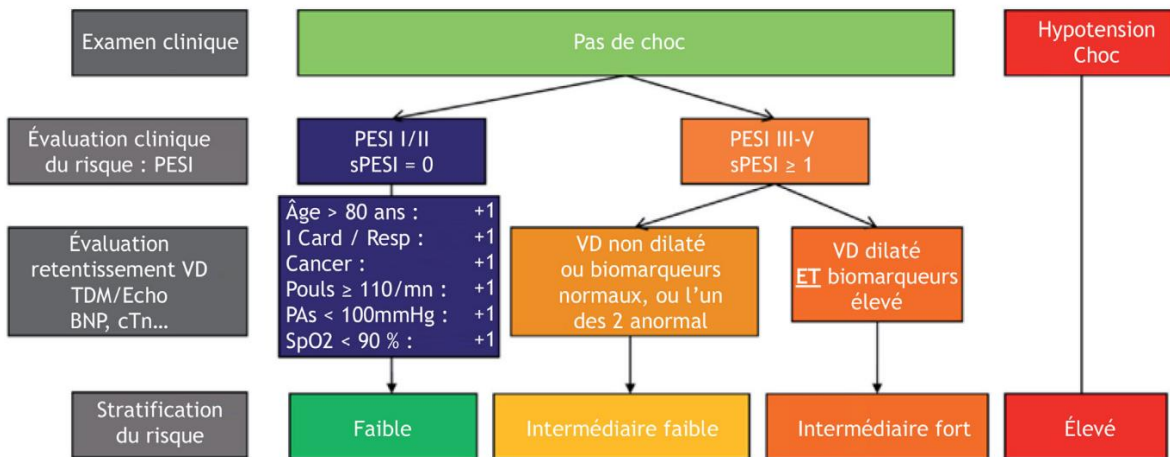 Examen clinique
Pas de choc
Hypotension
Choc
Évaluation clinique
du risque : PESI
PESI I/II
sPESI = 0
PESI III-V
sPESI ≥ 1
Évaluation
retentissement VD
TDM/Echo
BNP, cTn...
Âge > 80 ans : +1
I Card / Resp : +1
Cancer : +1
Pouls ≥ 110/mn : +1
PAs < 100mmHg : +1
SpO2 < 90 % : +1
VD non dilaté
ou biomarqueurs
normaux, ou l'un
des 2 anormal
VD dilaté
ET biomarqueurs
élevé
Stratification
du risque
Faible
Intermédiaire faible
Intermédiaire fort
Élevé